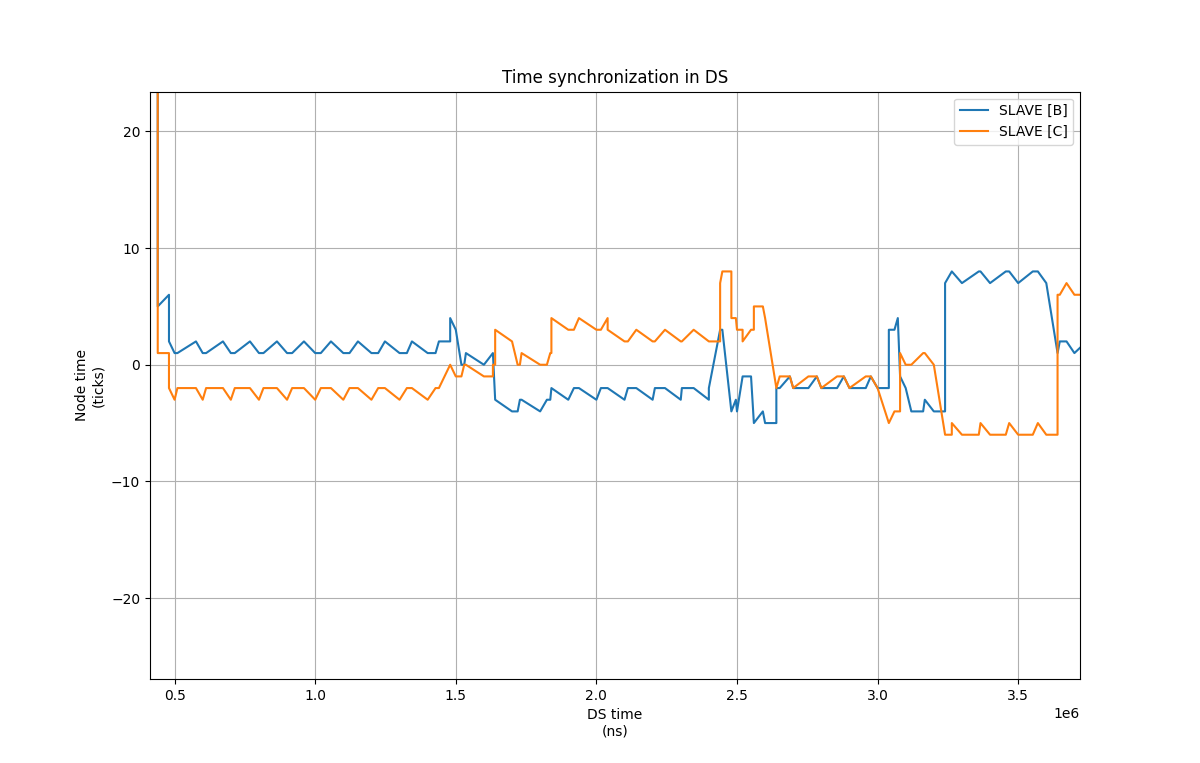 Time synchronization in DS
SLAVE [B]
SLAVE [C]
Node time
(ticks)
20
10
0
−10
−20
0.5
1.0
1.5
2.0
2.5
3.0
3.5
1e6
DS time
(ns)